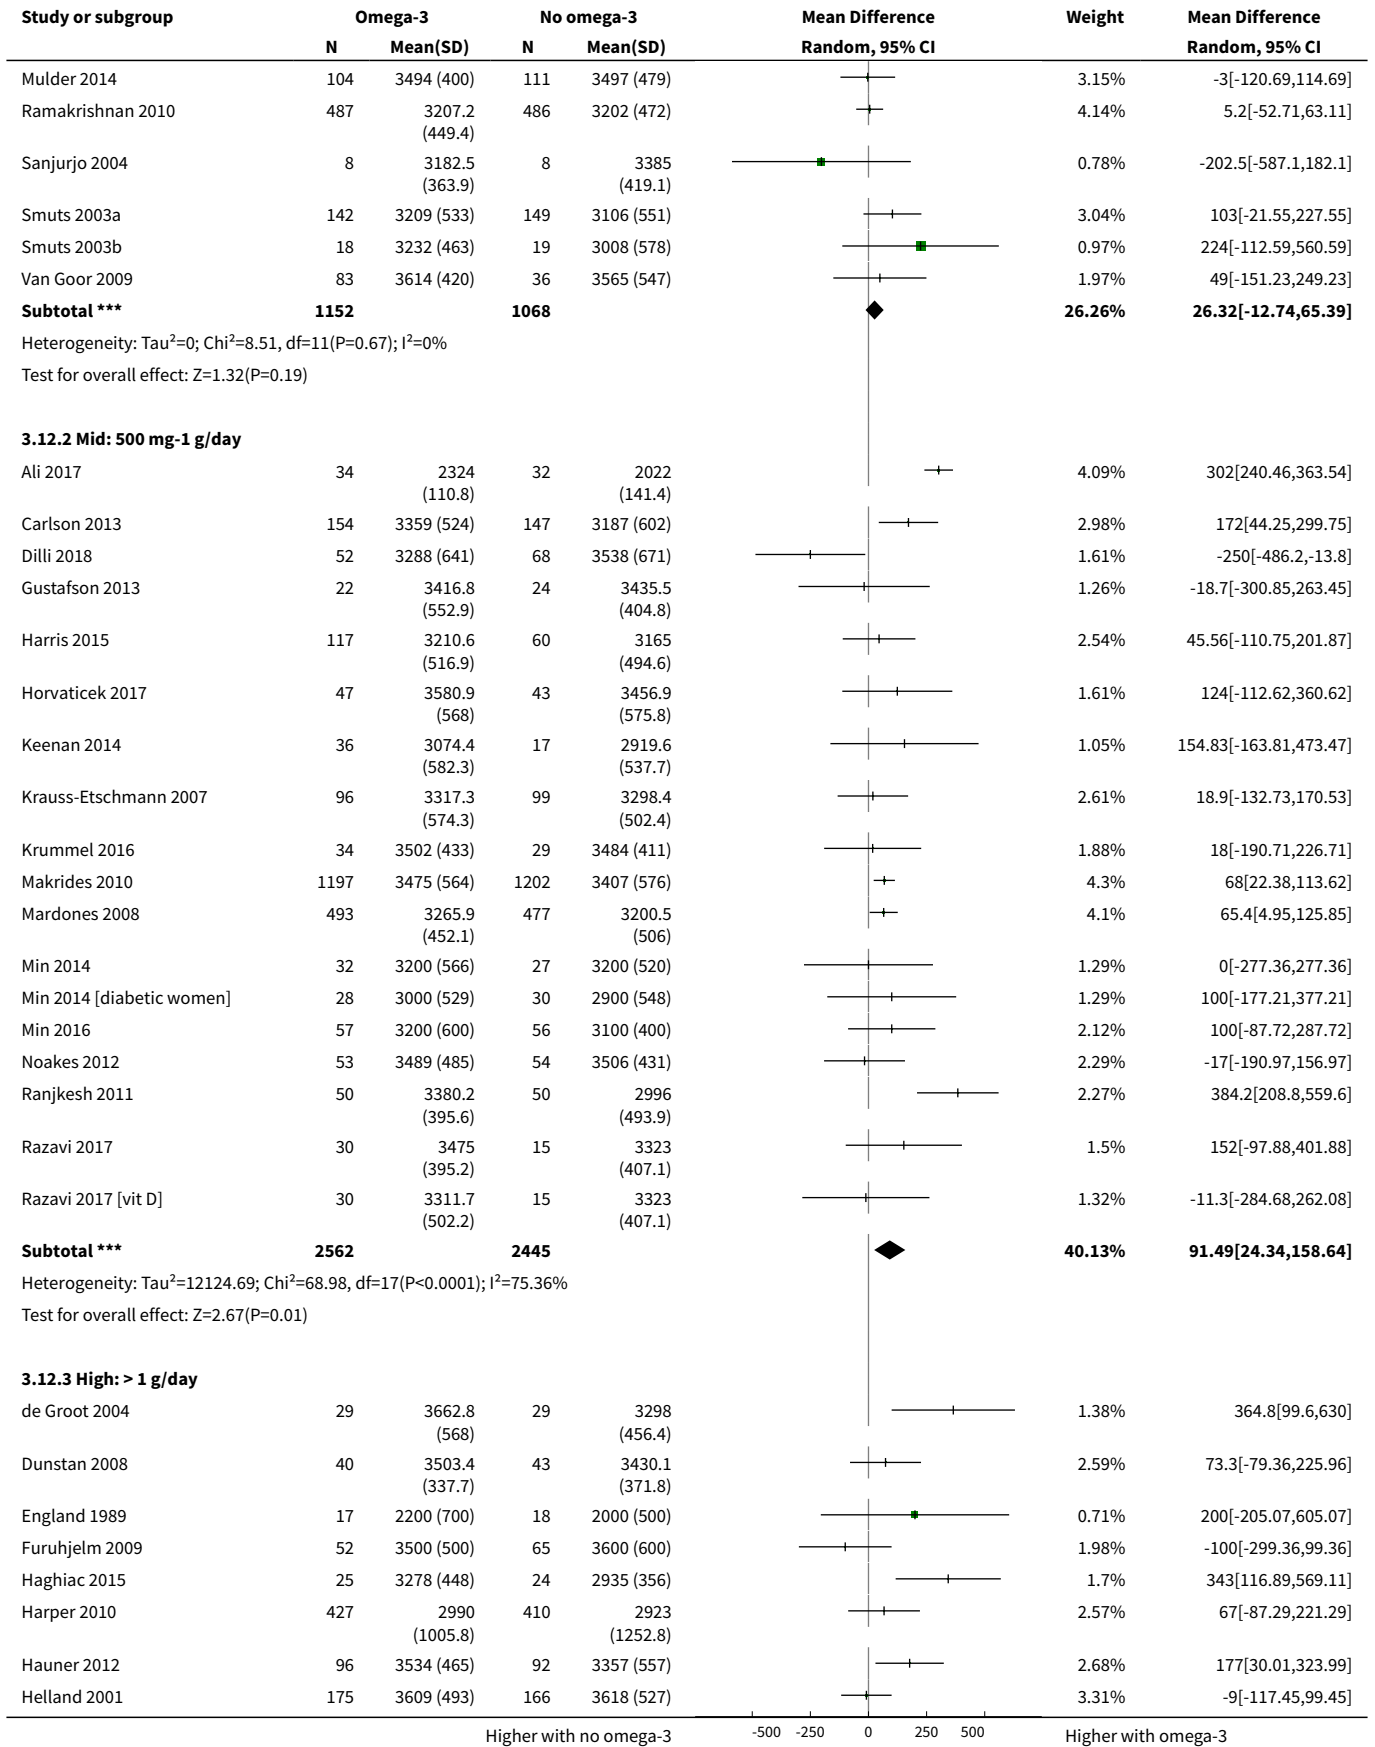 Study or subgroup Omega-3 No omega-3 Mean Difference Weight Mean Difference
N Mean(SD) N Mean(SD) Random, 95% CI Random, 95% CI
Mulder 2014 104 3494 (400) 111 3497 (479) 3.15% -3[-120.69,114.69]
Ramakrishnan 2010 487 3207.2 486 3202 (472) 4.14% 5.2[-52.71,63.11]
(449.4)
Sanjurjo 2004 8 3182.5 8 3385 0.78% -202.5[-587.1,182.1]
(363.9) (419.1)
Smuts 2003a 142 3209 (533) 149 3106 (551) 3.04% 103[-21.55,227.55]
Smuts 2003b 18 3232 (463) 19 3008 (578) 0.97% 224[-112.59,560.59]
Van Goor 2009 83 3614 (420) 36 3565 (547) 1.97% 49[-151.23,249.23]
Subtotal *** 1152 1068 26.26% 26.32[-12.74,65.39]
Heterogeneity: Tau²=0; Chi²=8.51, df=11(P=0.67); I²=0%
Test for overall effect: Z=1.32(P=0.19)
3.12.2 Mid: 500 mg-1 g/day
Ali 2017 34 2324 32 2022 4.09% 302[240.46,363.54]
(110.8) (141.4)
Carlson 2013 154 3359 (524) 147 3187 (602) 2.98% 172[44.25,299.75]
Dilli 2018 52 3288 (641) 68 3538 (671) 1.61% -250[-486.2,-13.8]
Gustafson 2013 22 3416.8 24 3435.5 1.26% -18.7[-300.85,263.45]
(552.9) (404.8)
Harris 2015 117 3210.6 60 3165 2.54% 45.56[-110.75,201.87]
(516.9) (494.6)
Horvaticek 2017 47 3580.9 43 3456.9 1.61% 124[-112.62,360.62]
(568) (575.8)
Keenan 2014 36 3074.4 17 2919.6 1.05% 154.83[-163.81,473.47]
(582.3) (537.7)
Krauss-Etschmann 2007 96 3317.3 99 3298.4 2.61% 18.9[-132.73,170.53]
(574.3) (502.4)
Krummel 2016 34 3502 (433) 29 3484 (411) 1.88% 18[-190.71,226.71]
Makrides 2010 1197 3475 (564) 1202 3407 (576) 4.3% 68[22.38,113.62]
Mardones 2008 493 3265.9 477 3200.5 4.1% 65.4[4.95,125.85]
(452.1) (506)
Min 2014 32 3200 (566) 27 3200 (520) 1.29% 0[-277.36,277.36]
Min 2014 [diabetic women] 28 3000 (529) 30 2900 (548) 1.29% 100[-177.21,377.21]
Min 2016 57 3200 (600) 56 3100 (400) 2.12% 100[-87.72,287.72]
Noakes 2012 53 3489 (485) 54 3506 (431) 2.29% -17[-190.97,156.97]
Ranjkesh 2011 50 3380.2 50 2996 2.27% 384.2[208.8,559.6]
(395.6) (493.9)
Razavi 2017 30 3475 15 3323 1.5% 152[-97.88,401.88]
(395.2) (407.1)
Razavi 2017 [vit D] 30 3311.7 15 3323 1.32% -11.3[-284.68,262.08]
(502.2) (407.1)
Subtotal *** 2562 2445 40.13% 91.49[24.34,158.64]
Heterogeneity: Tau²=12124.69; Chi²=68.98, df=17(P<0.0001); I²=75.36%
Test for overall effect: Z=2.67(P=0.01)
3.12.3 High: > 1 g/day
de Groot 2004 29 3662.8 29 3298 1.38% 364.8[99.6,630]
(568) (456.4)
Dunstan 2008 40 3503.4 43 3430.1 2.59% 73.3[-79.36,225.96]
(337.7) (371.8)
England 1989 17 2200 (700) 18 2000 (500) 0.71% 200[-205.07,605.07]
Furuhjelm 2009 52 3500 (500) 65 3600 (600) 1.98% -100[-299.36,99.36]
Haghiac 2015 25 3278 (448) 24 2935 (356) 1.7% 343[116.89,569.11]
Harper 2010 427 2990 410 2923 2.57% 67[-87.29,221.29]
(1005.8) (1252.8)
Hauner 2012 96 3534 (465) 92 3357 (557) 2.68% 177[30.01,323.99]
Helland 2001 175 3609 (493) 166 3618 (527) 3.31% -9[-117.45,99.45]
Higher with no omega-3 -500 -250 0 250 500 Higher with omega-3